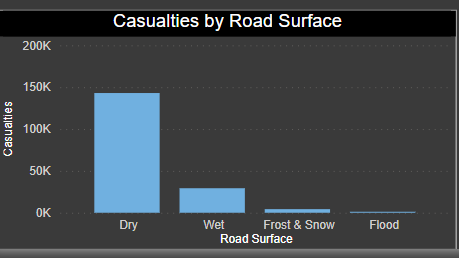 Casualties by Road Surface
200K
150K
100K
50K
0K
Casualties
Dry Wet Frost & Snow Flood
Road Surface